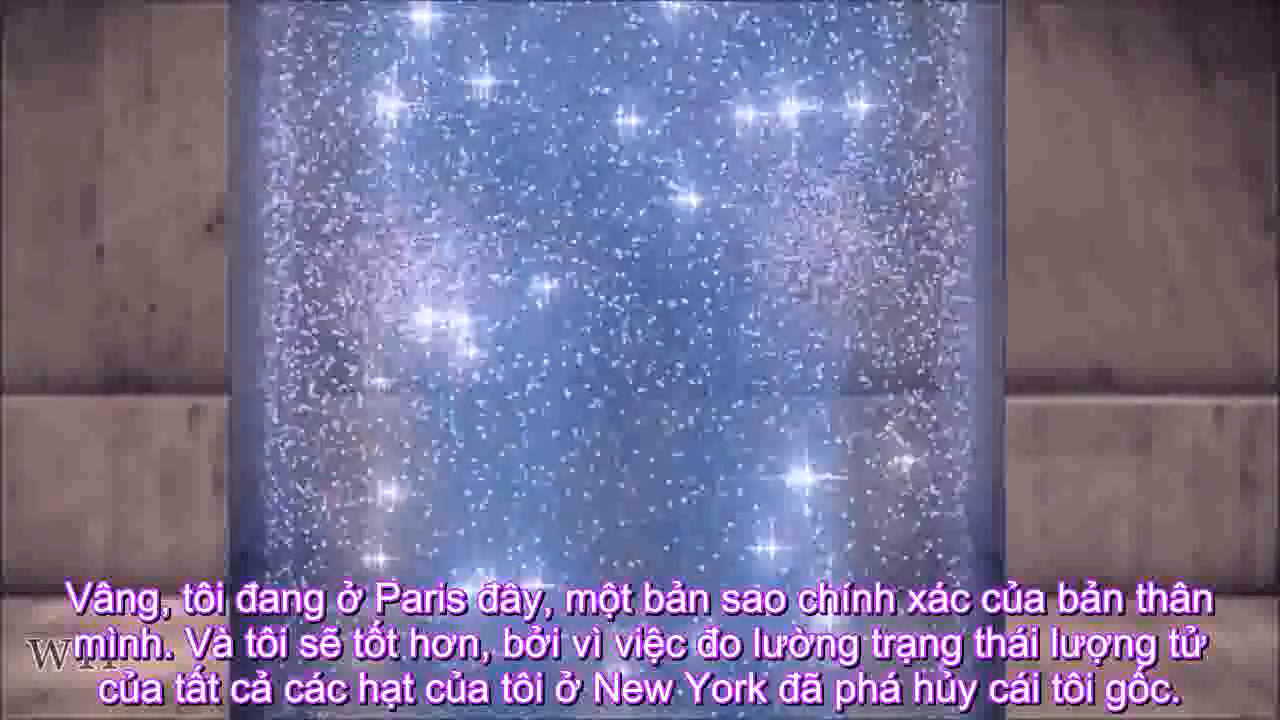 Vâng, tôi đang ở Paris đây, một bản sao chính xác của bản thân
mình. Và tôi sẽ tốt hơn, bởi vì việc đo lường trạng thái lượng tử
của tất cả các hạt của tôi ở New York đã phá hủy cái tôi gốc.